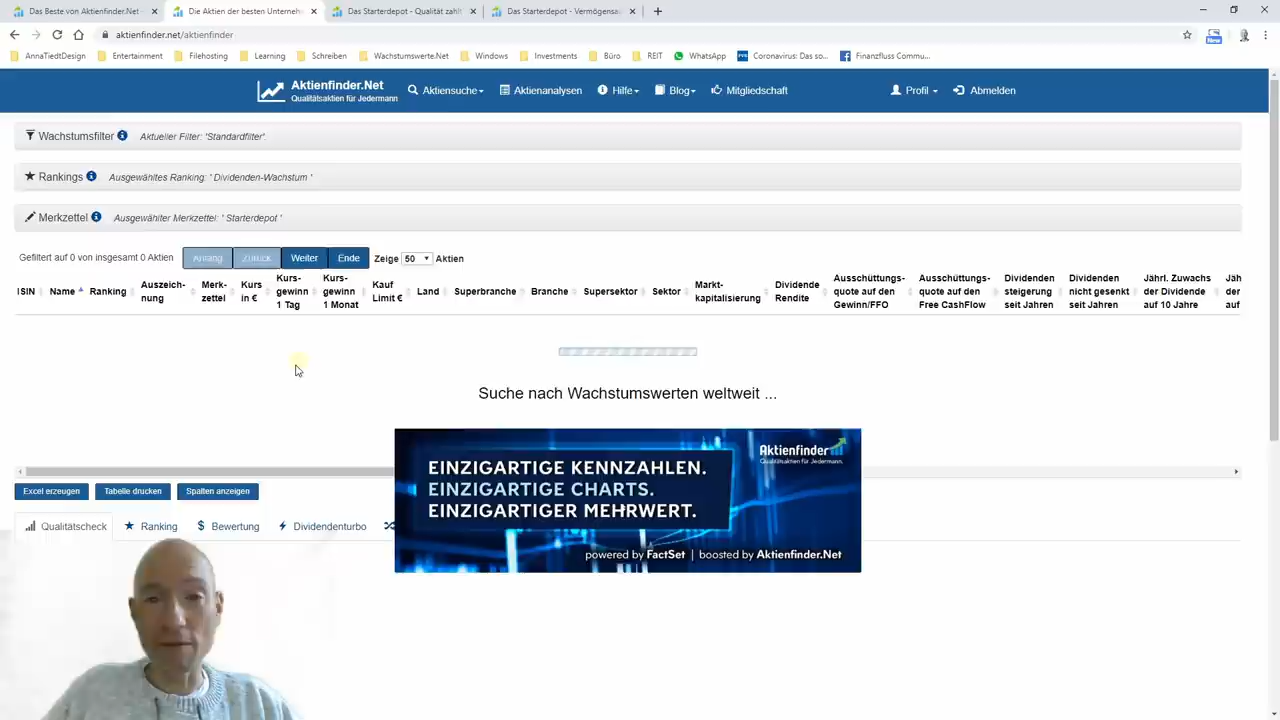 Das Beste von Aktienfinder.Net -
Die Aktien der besten Unterneh
Das Starterdepot - Qualität zahlt
Das Starterdepot - Vermögensa
aktienfinder.net/aktienfinder
New
AnnaTiedtDesign
Entertainment
Filehosting
Learning
Schreiben
Wachstumswerte.Net
Windows
Investments
Büro
REIT
WhatsApp
Coronavirus: Das so...
Finanzfluss Commu...
Aktienfinder.Net
Qualitätsaktien für Jedermann
Aktiensuche
Aktienanalysen
Hilfe
Blog
Mitgliedschaft
Profil
Abmelden
Wachstumsfilter Aktueller Filter: 'Standardfilter'.
Rankings Ausgewähltes Ranking: ' Dividenden-Wachstum '
Merkzettel Ausgewählter Merkzettel: ' Starterdepot '
Gefiltert auf 0 von insgesamt 0 Aktien
Anfang
Zurück
Weiter
Ende
Zeige 50 Aktien
ISIN
Name
Ranking
Auszeich-
nung
Merk-
zettel
Kurs
in €
Kurs-
gewinn
1 Tag
Kurs-
gewinn
1 Monat
Kauf
Limit €
Land
Superbranche
Branche
Supersektor
Sektor
Markt-
kapitalisierung
Dividende
Rendite
Ausschüttungs-
quote auf den
Gewinn/FFO
Ausschüttungs-
quote auf den
Free CashFlow
Dividenden
steigerung
seit Jahren
Dividenden
nicht gesenkt
seit Jahren
Jährl. Zuwachs
der Dividende
auf 10 Jahre
Jäh
der
auf
Suche nach Wachstumswerten weltweit ...
EINZIGARTIGE KENNZAHLEN.
EINZIGARTIGE CHARTS.
EINZIGARTIGER MEHRWERT.
Aktienfinder
Qualitätsaktien für Jedermann.
powered by FactSet | boosted by Aktienfinder.Net
Excel erzeugen
Tabelle drucken
Spalten anzeigen
Qualitätscheck
Ranking
Bewertung
Dividendenturbo